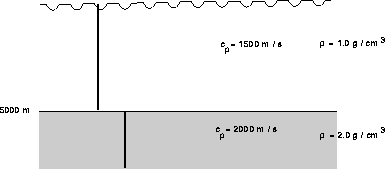 c_p = 1500 m / s ρ = 1.0 g / cm^3
5000 m
c_p = 2000 m / s ρ = 2.0 g / cm^3